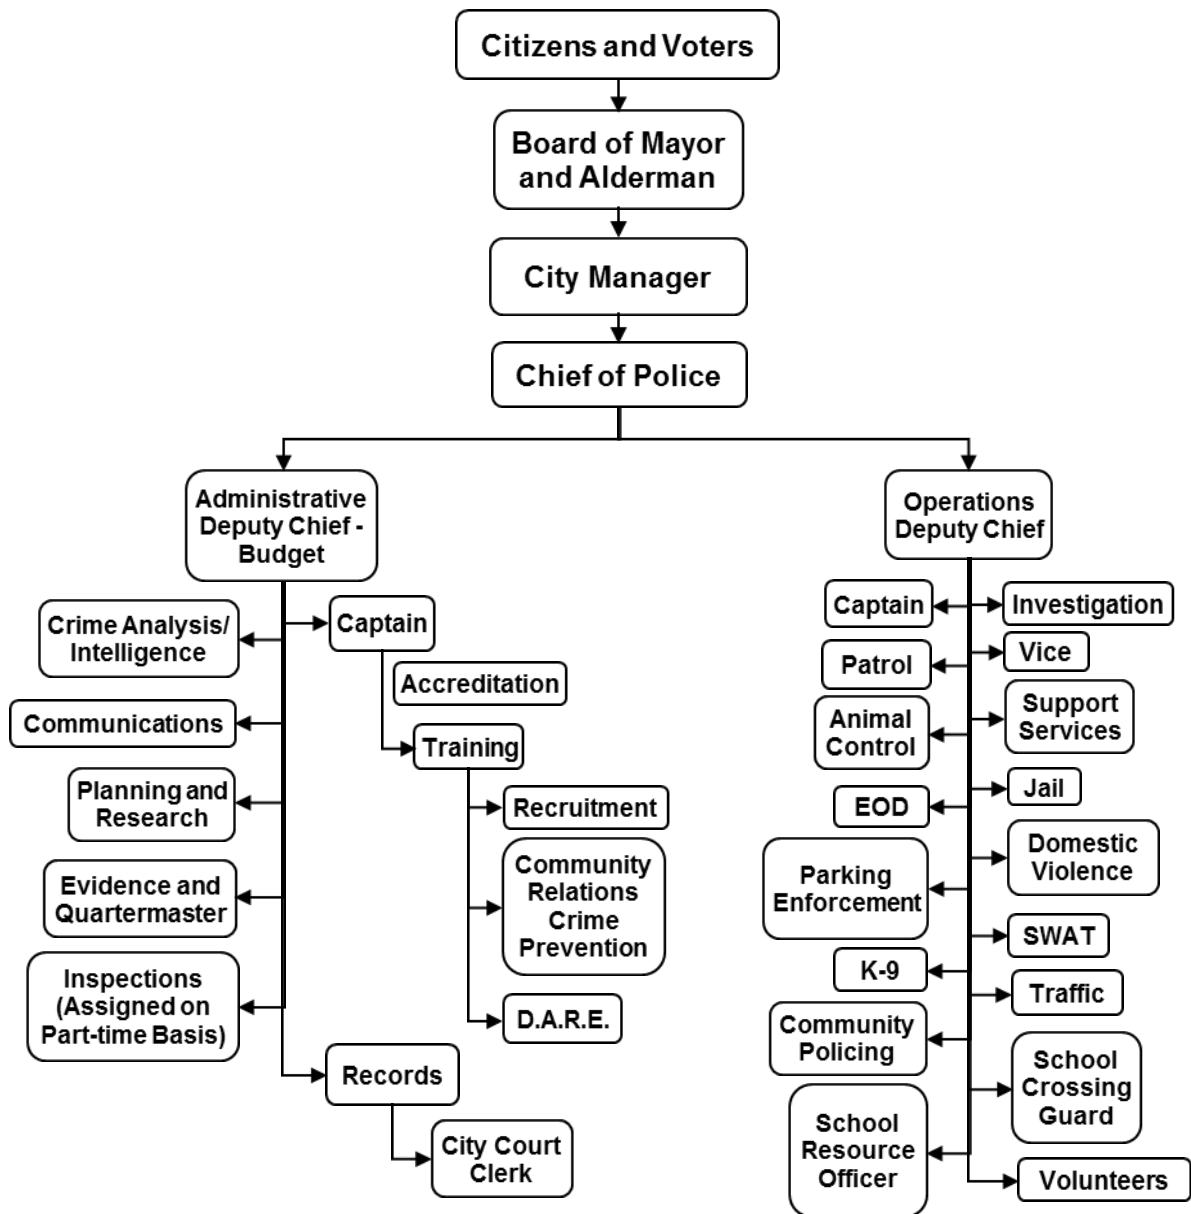 Citizens and Voters
Board of Mayor
and Alderman
City Manager
Chief of Police
Administrative
Deputy Chief -
Budget
Crime Analysis/
Intelligence
Communications
Planning and
Research
Evidence and
Quartermaster
Inspections
(Assigned on
Part-time Basis)
Captain
Accreditation
Training
Recruitment
Community
Relations
Crime
Prevention
D.A.R.E.
Records
City Court
Clerk
Operations
Deputy Chief
Captain
Patrol
Animal
Control
EOD
Parking
Enforcement
K-9
Community
Policing
School
Resource
Officer
Investigation
Vice
Support
Services
Jail
Domestic
Violence
SWAT
Traffic
School
Crossing
Guard
Volunteers